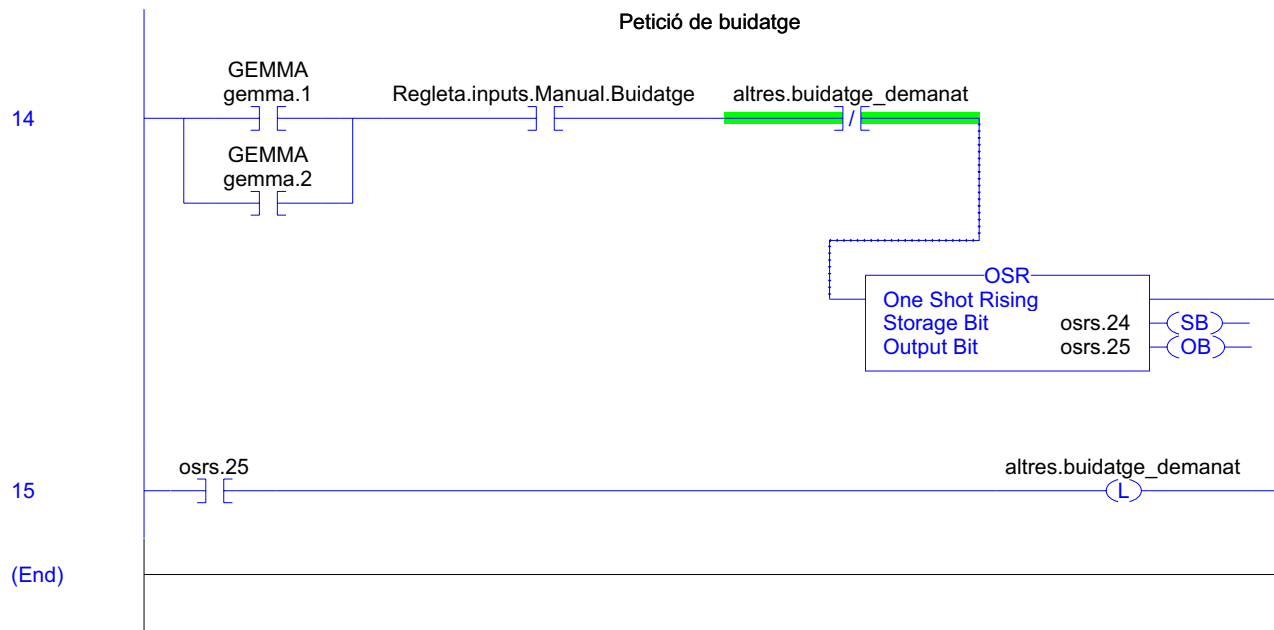 Petició de buidatge
GEMMA
gemma.1
Regleta.inputs.Manual.Buidatge
altres.buidatge_demanat
14
/
GEMMA
gemma.2
OSR
One Shot Rising
Storage Bit osrs.24 SB
Output Bit osrs.25 OB
osrs.25
altres.buidatge_demanat
15
L
(End)